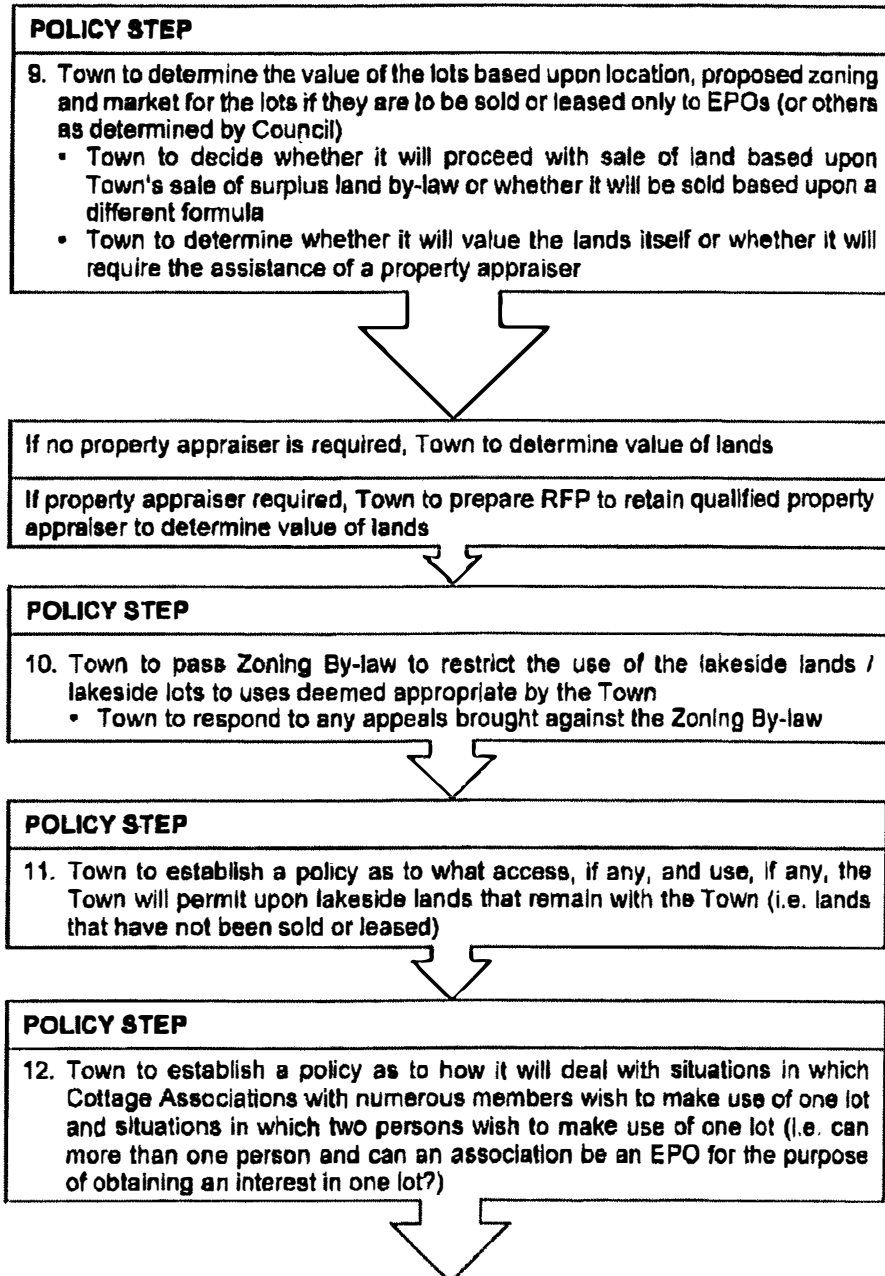 POLICY STEP
9. Town to determine the value of the lots based upon location, proposed zoning
and market for the lots if they are to be sold or leased only to EPOs (or others
as determined by Council)
• Town to decide whether it will proceed with sale of land based upon
Town's sale of surplus land by-law or whether it will be sold based upon a
different formula
• Town to determine whether it will value the lands itself or whether it will
require the assistance of a property appraiser
If no property appraiser is required, Town to determine value of lands
If property appraiser required, Town to prepare RFP to retain qualified property
appraiser to determine value of lands
POLICY STEP
10. Town to pass Zoning By-law to restrict the use of the lakeside lands /
lakeside lots to uses deemed appropriate by the Town
• Town to respond to any appeals brought against the Zoning By-law
POLICY STEP
11. Town to establish a policy as to what access, if any, and use, if any, the
Town will permit upon lakeside lands that remain with the Town (i.e. lands
that have not been sold or leased)
POLICY STEP
12. Town to establish a policy as to how it will deal with situations in which
Cottage Associations with numerous members wish to make use of one lot
and situations in which two persons wish to make use of one lot (i.e. can
more than one person and can an association be an EPO for the purpose
of obtaining an interest in one lot?)